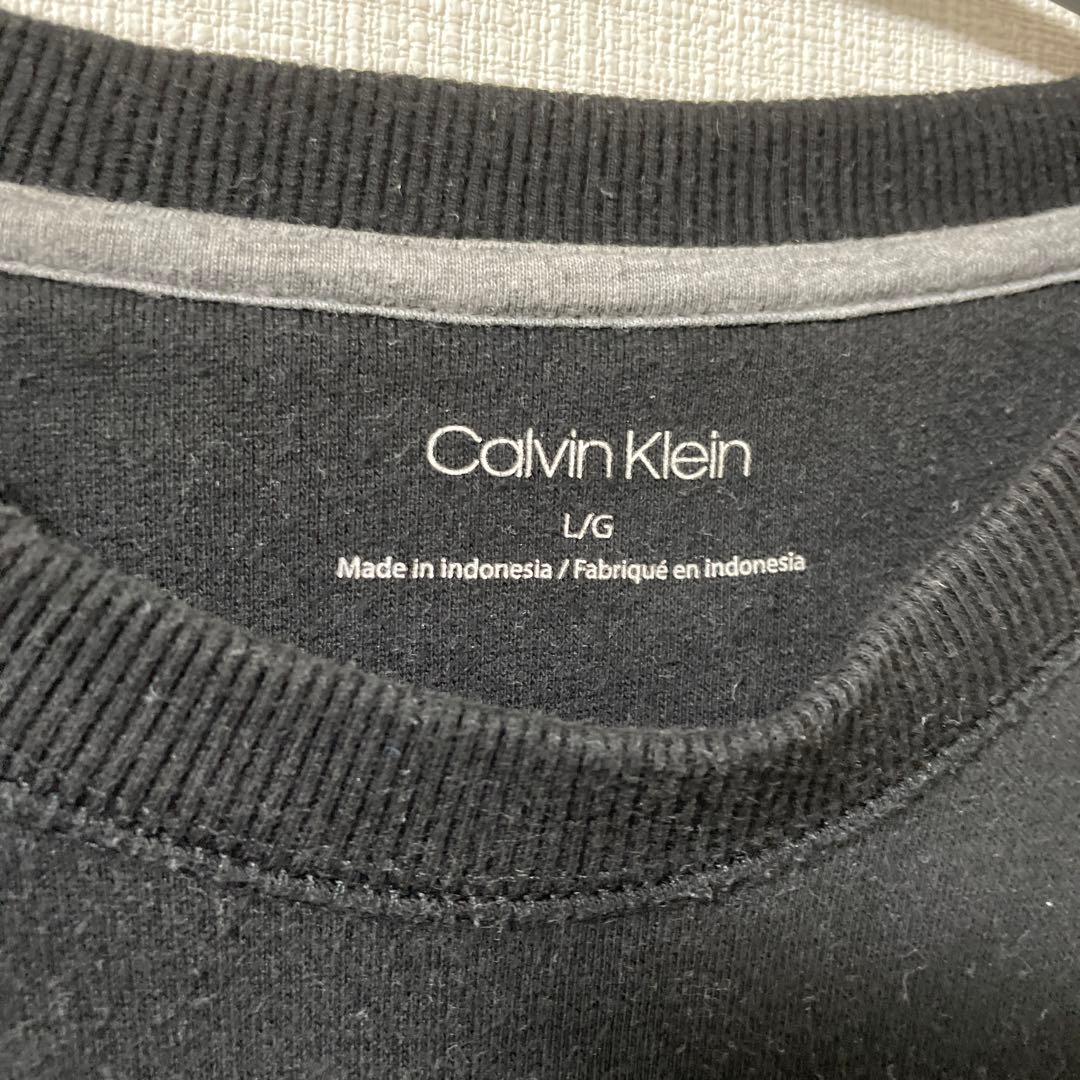 Calvin Klein
L/G
Made in Indonesia / Fabriqué en indonesia